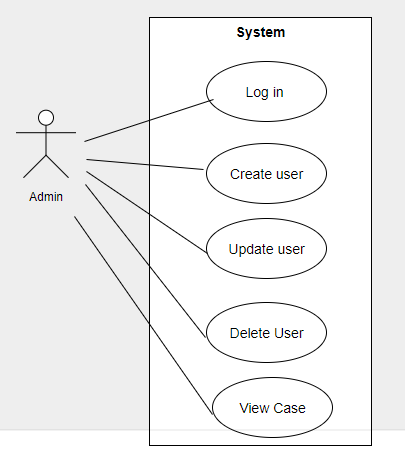 System
Log in
Create user
Admin
Update user
Delete User
View Case